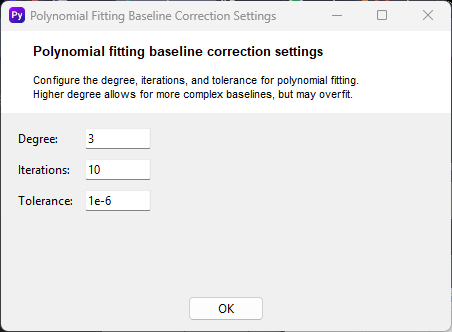 Py Polynomial Fitting Baseline Correction Settings
Polynomial fitting baseline correction settings
Configure the degree, iterations, and tolerance for polynomial fitting.
Higher degree allows for more complex baselines, but may overfit.
Degree: 3
Iterations: 10
Tolerance: 1e-6
OK